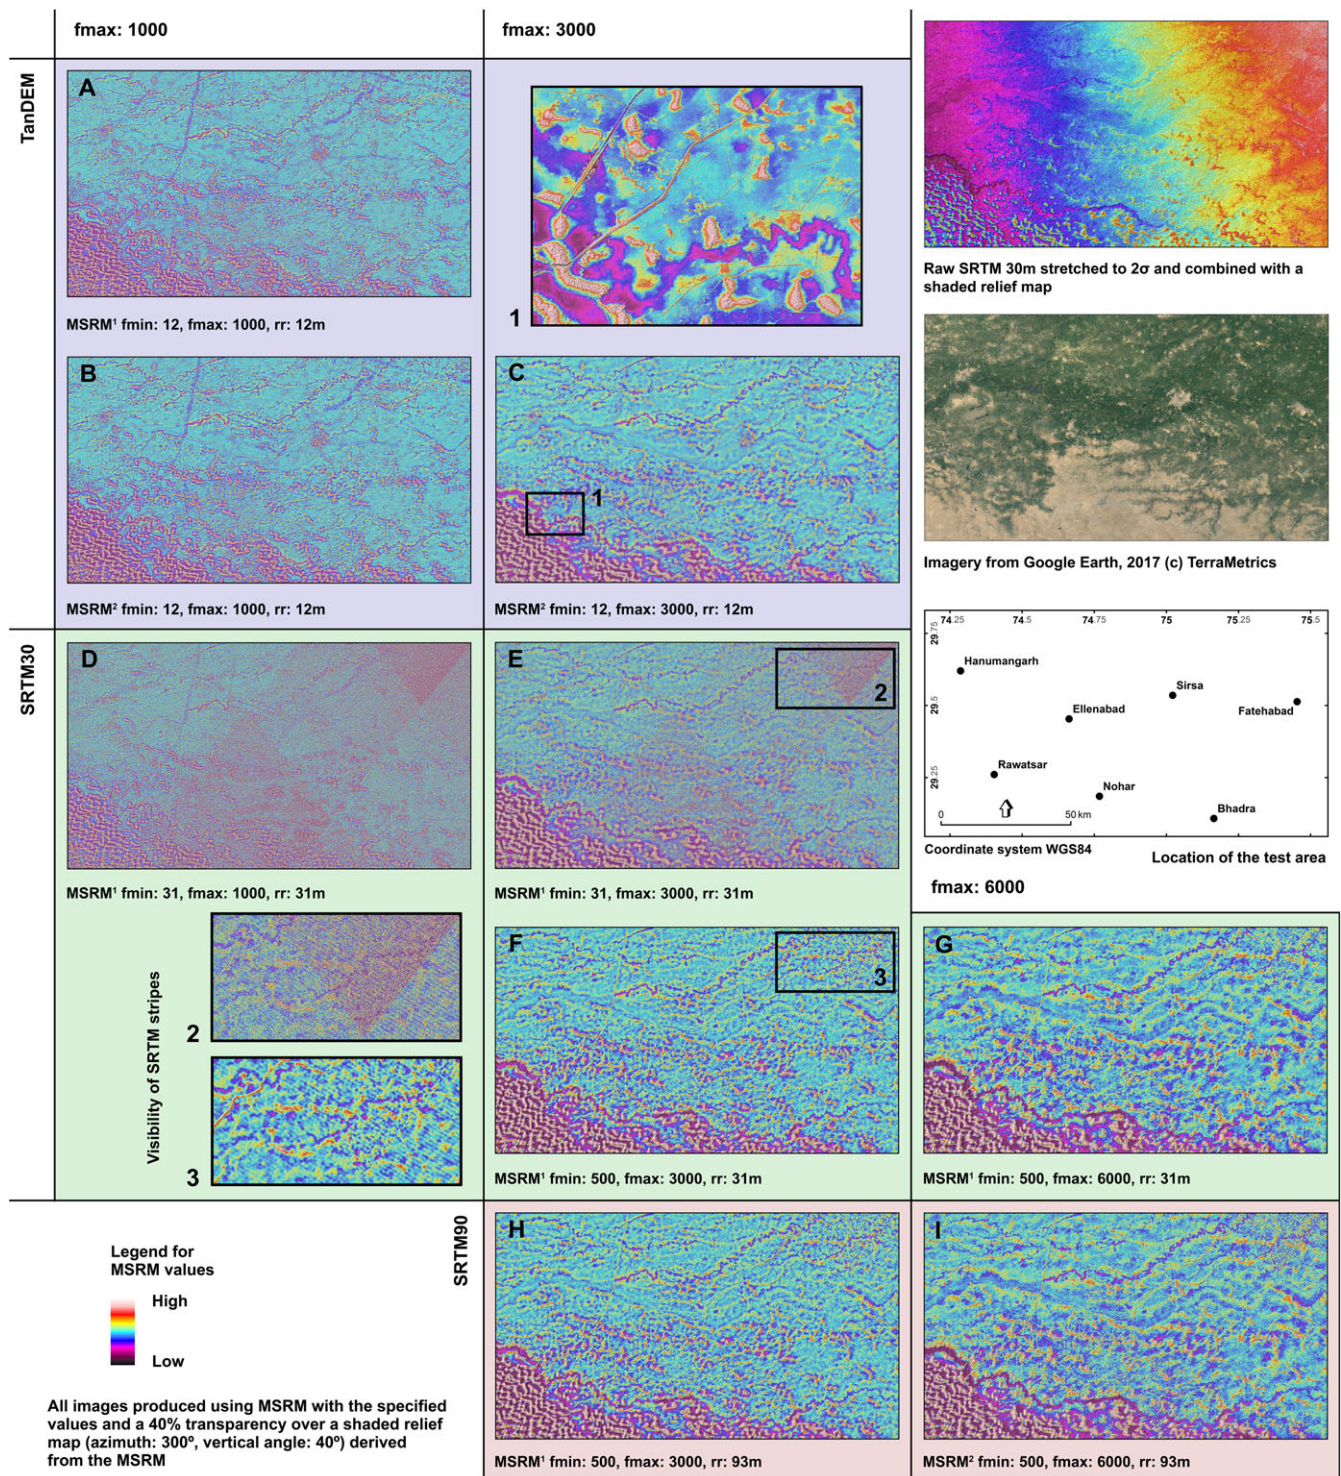 fmax: 1000
fmax: 3000
TanDEM
A
MSRM¹ fmin: 12, fmax: 1000, rr: 12m
1
Raw SRTM 30m stretched to 2σ and combined with a
shaded relief map
B
MSRM² fmin: 12, fmax: 1000, rr: 12m
C
1
MSRM² fmin: 12, fmax: 3000, rr: 12m
Imagery from Google Earth, 2017 (c) TerraMetrics
74.25 74.5 74.75 75 75.25 75.5
29.75
29.5
29.25
Hanumangarh
Sirsa
Ellenabad
Fatehabad
Rawatsar
Nohar
Bhadra
0 50 km
Coordinate system WGS84
Location of the test area
SRTM30
D
MSRM¹ fmin: 31, fmax: 1000, rr: 31m
E
2
MSRM¹ fmin: 31, fmax: 3000, rr: 31m
fmax: 6000
Visibility of SRTM stripes
2
3
F
3
MSRM¹ fmin: 500, fmax: 3000, rr: 31m
G
MSRM¹ fmin: 500, fmax: 6000, rr: 31m
SRTM90
H
MSRM¹ fmin: 500, fmax: 3000, rr: 93m
I
MSRM² fmin: 500, fmax: 6000, rr: 93m
Legend for
MSRM values
High
Low
All images produced using MSRM with the specified
values and a 40% transparency over a shaded relief
map (azimuth: 300º, vertical angle: 40º) derived
from the MSRM